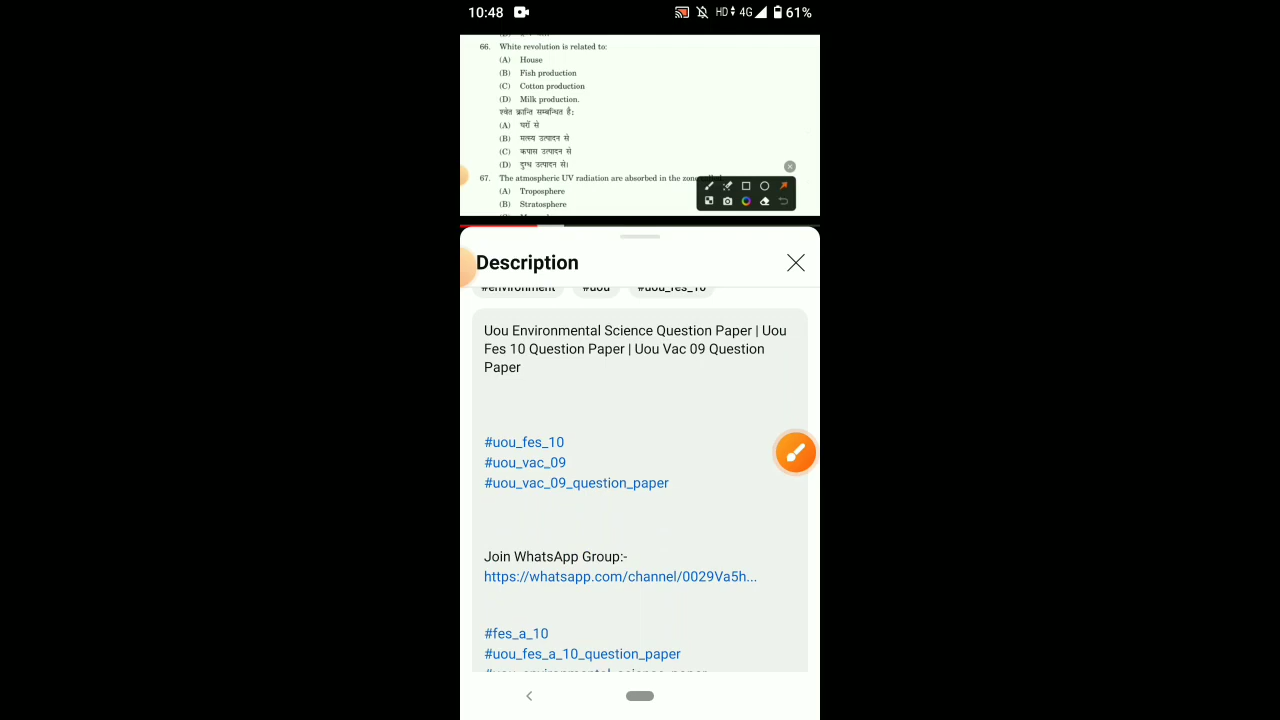 10:48
HD 4G 61%
66. White revolution is related to:
(A) House
(B) Fish production
(C) Cotton production
(D) Milk production.
श्वेत क्रान्ति सम्बन्धित है:
(A) घरों से
(B) मत्स्य उत्पादन से
(C) कपास उत्पादन से
(D) दुग्ध उत्पादन से।
67. The atmospheric UV radiation are absorbed in the zone
(A) Troposphere
(B) Stratosphere
Description
#environment #uou #uou_fes_10
Uou Environmental Science Question Paper | Uou
Fes 10 Question Paper | Uou Vac 09 Question
Paper
#uou_fes_10
#uou_vac_09
#uou_vac_09_question_paper
Join WhatsApp Group:-
https://whatsapp.com/channel/0029Va5h...
#fes_a_10
#uou_fes_a_10_question_paper